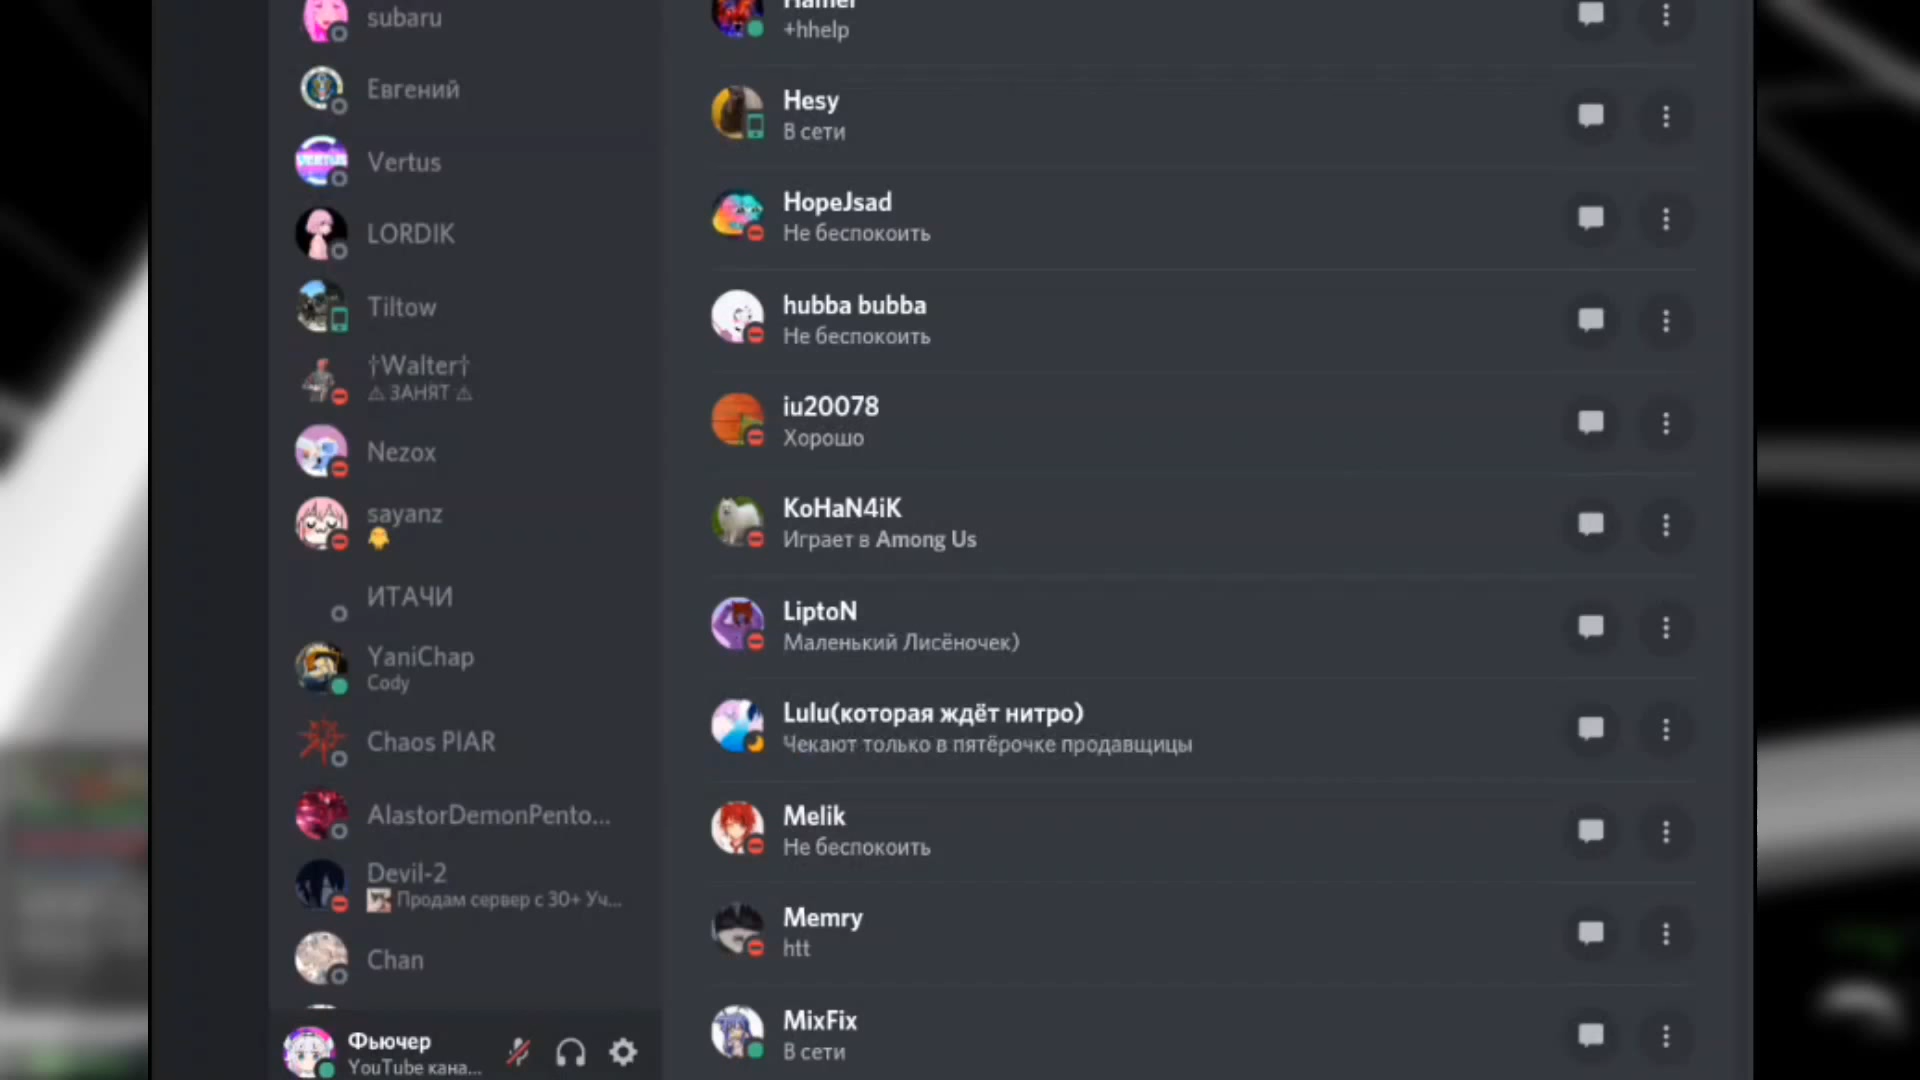 subaru
Евгений
Vertus
LORDIK
Tiltow
†Walter†
⚠ ЗАНЯТ ⚠
Nezox
sayanz
ИТАЧИ
YaniChap
Cody
Chaos PIAR
AlastorDemonPento...
Devil-2
Продам сервер с 30+ Уч...
Chan
Фьючер
YouTube кана...
Hamer
+hhelp
Hesy
В сети
HopeJsad
Не беспокоить
hubba bubba
Не беспокоить
iu20078
Хорошо
KoHaN4iK
Играет в Among Us
LiptoN
Маленький Лисёночек)
Lulu(которая ждёт нитро)
Чекают только в пятёрочке продавщицы
Melik
Не беспокоить
Memry
htt
MixFix
В сети